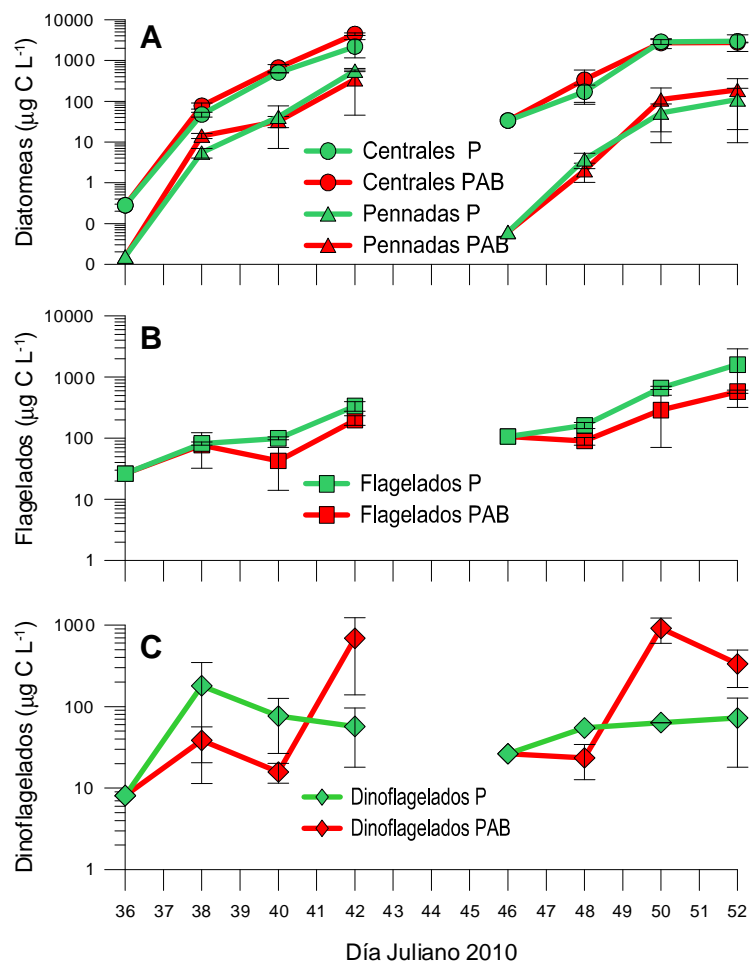 A
Diatomeas (µg C L-1)
10000
1000
100
10
1
0
0
Centrales P
Centrales PAB
Pennadas P
Pennadas PAB
B
Flagelados (µg C L-1)
10000
1000
100
10
1
Flagelados P
Flagelados PAB
C
Dinoflagelados (µg C L-1)
1000
100
10
1
Dinoflagelados P
Dinoflagelados PAB
36 37 38 39 40 41 42 43 44 45 46 47 48 49 50 51 52
Día Juliano 2010